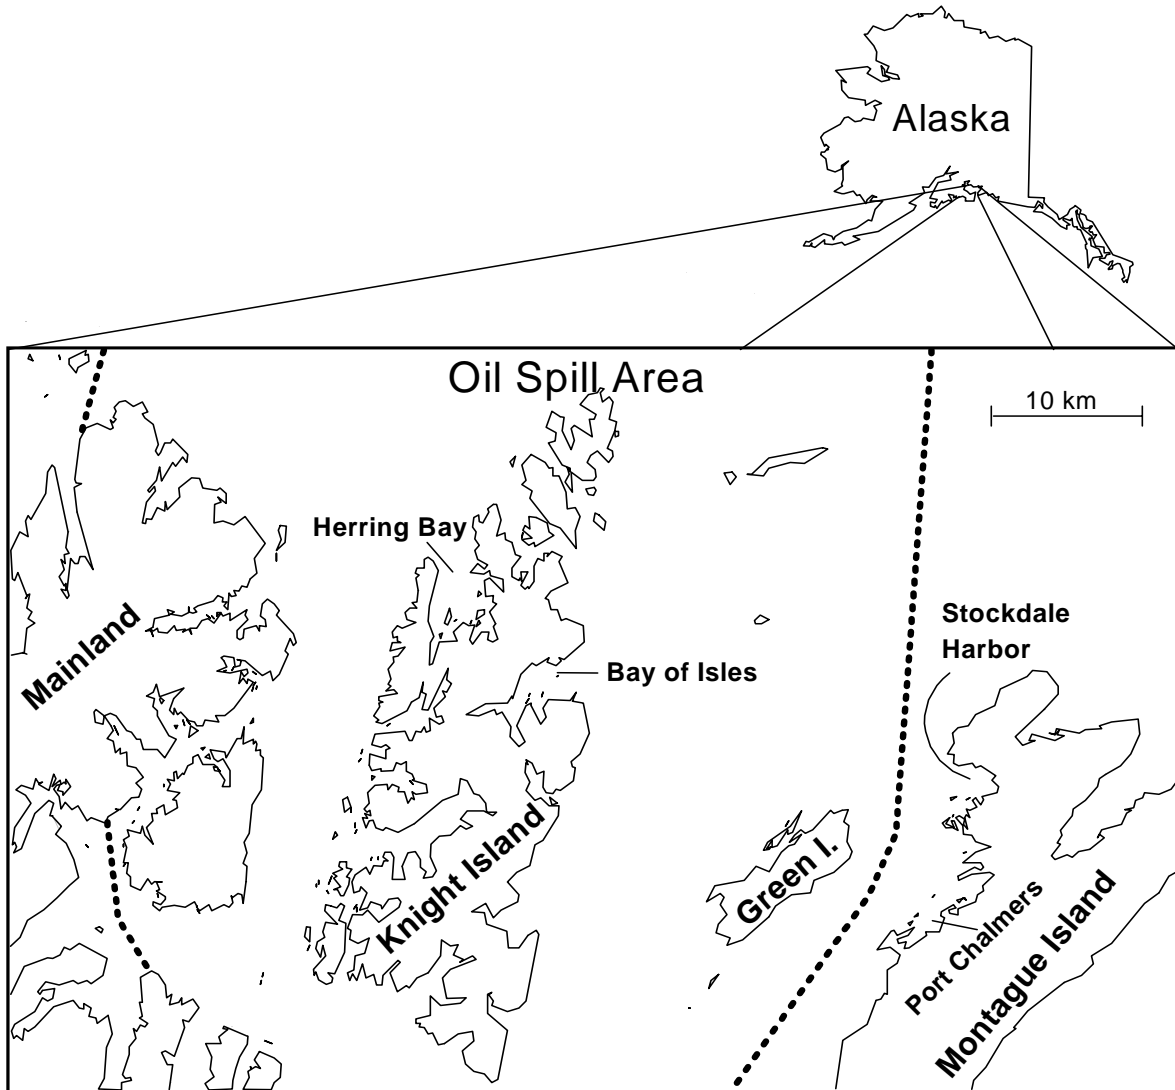 Alaska
Oil Spill Area
10 km
Herring Bay
Stockdale
Harbor
Mainland
Bay of Isles
Knight Island
Green I.
Port Chalmers
Montague Island